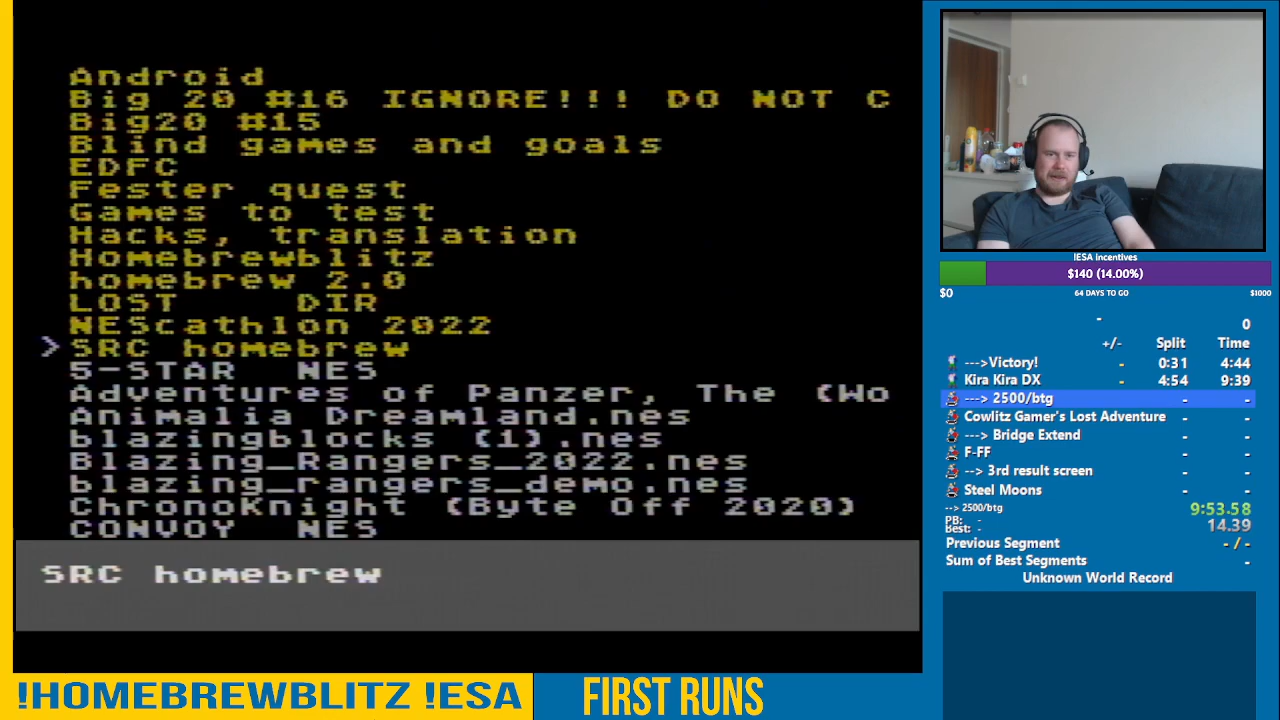 Android
Big 20 #16 IGNORE!!! DO NOT C
Big20 #15
Blind games and goals
EDFC
Fester quest
Games to test
Hacks, translation
Homebrewblitz
homebrew 2.0
LOST DIR
NEScathlon 2022
>SRC homebrew
5-STAR NES
Adventures of Panzer, The (Wo
Animalia Dreamland.nes
blazingblocks (1).nes
Blazing_Rangers_2022.nes
blazing_rangers_demo.nes
ChronoKnight (Byte Off 2020)
CONVOY NES
SRC homebrew
!HOMEBREWBLITZ !ESA
FIRST RUNS
!ESA Incentives
$140 (14.00%)
$0 64 DAYS TO GO $1000
- 0
+/- Split Time
--->Victory! - 0:31 4:44
Kira Kira DX - 4:54 9:39
---> 2500/btg - -
Cowlitz Gamer's Lost Adventure
---> Bridge Extend - -
F-FF - -
--> 3rd result screen - -
Steel Moons - -
--> 2500/btg 9:53.58
PB: -
Best: - 14.39
Previous Segment - / -
Sum of Best Segments -
Unknown World Record